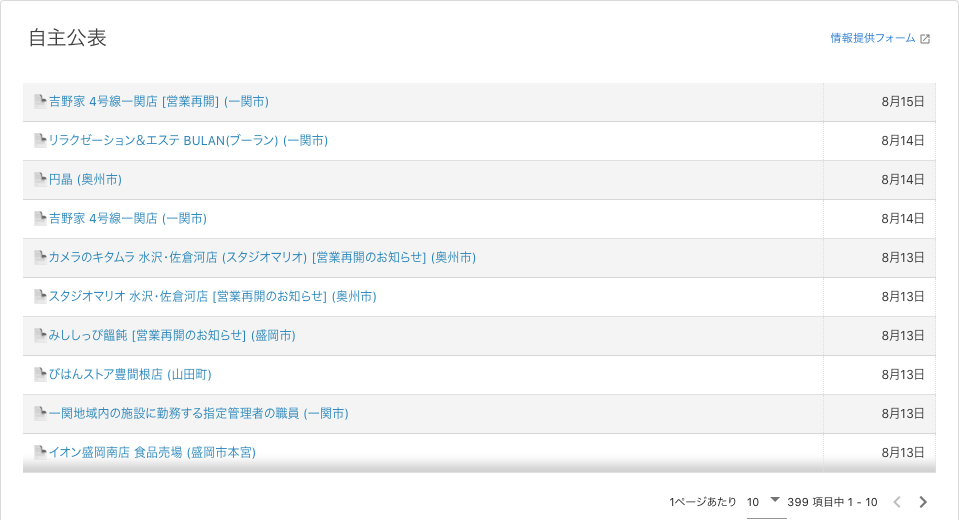 自主公表
情報提供フォーム
吉野家 4号線一関店 [営業再開] (一関市) 8月15日
リラクゼーション＆エステ BULAN(ブーラン) (一関市) 8月14日
円晶 (奥州市) 8月14日
吉野家 4号線一関店 (一関市) 8月14日
カメラのキタムラ 水沢・佐倉河店 (スタジオマリオ) [営業再開のお知らせ] (奥州市) 8月13日
スタジオマリオ 水沢・佐倉河店 [営業再開のお知らせ] (奥州市) 8月13日
みししっぴ饂飩 [営業再開のお知らせ] (盛岡市) 8月13日
びはんストア豊間根店 (山田町) 8月13日
一関地域内の施設に勤務する指定管理者の職員 (一関市) 8月13日
イオン盛岡南店 食品売場 (盛岡市本宮) 8月13日
1ページあたり 10 399 項目中 1 - 10